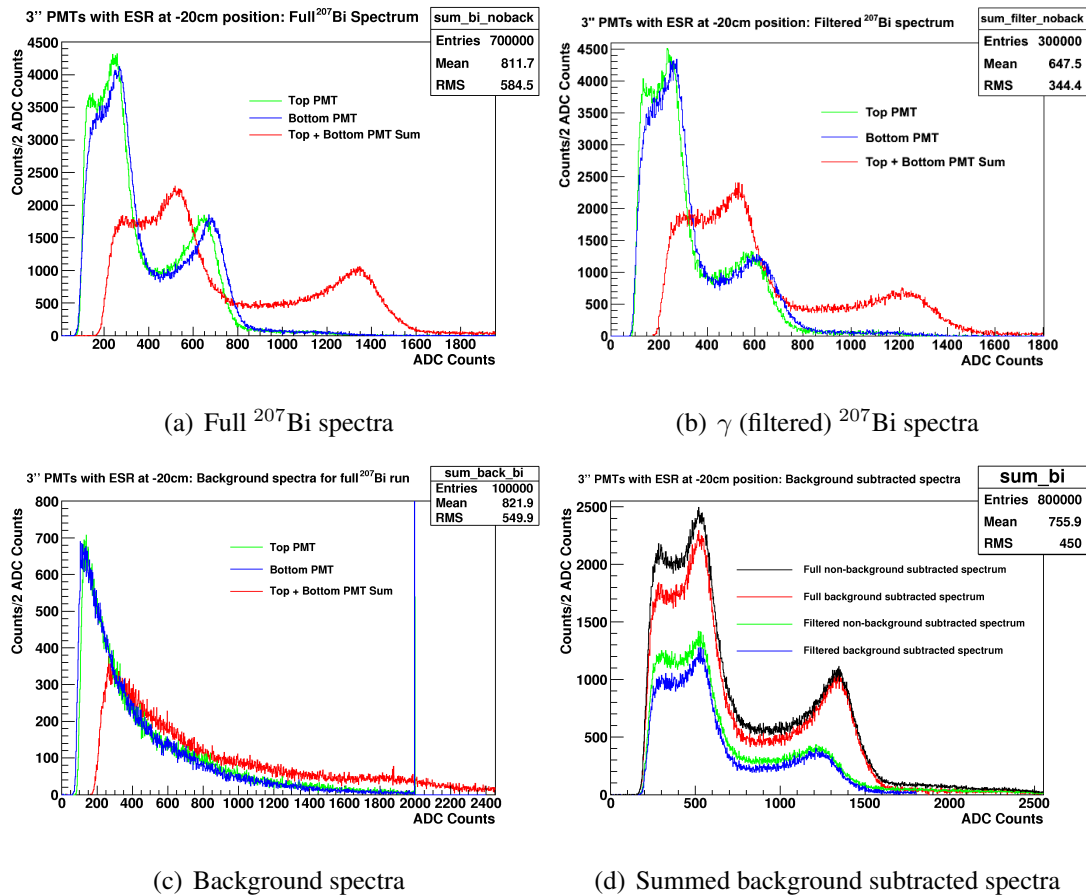 3" PMTs with ESR at -20cm position: Full ²⁰⁷Bi Spectrum
sum_bi_noback
Entries 700000
Mean 811.7
RMS 584.5
Counts/2 ADC Counts
4500
4000
3500
3000
2500
2000
1500
1000
500
0
Top PMT
Bottom PMT
Top + Bottom PMT Sum
200 400 600 800 1000 1200 1400 1600 1800
ADC Counts
(a) Full ²⁰⁷Bi spectra
3" PMTs with ESR at -20cm position: Filtered ²⁰⁷Bi spectrum
sum_filter_noback
Entries 300000
Mean 647.5
RMS 344.4
Counts/2 ADC Counts
4500
4000
3500
3000
2500
2000
1500
1000
500
0
Top PMT
Bottom PMT
Top + Bottom PMT Sum
0 200 400 600 800 1000 1200 1400 1600 1800
ADC Counts
(b) γ (filtered) ²⁰⁷Bi spectra
3'' PMTs with ESR at -20cm: Background spectra for full ²⁰⁷Bi run
sum_back_bi
Entries 100000
Mean 821.9
RMS 549.9
Counts/2 ADC Counts
800
700
600
500
400
300
200
100
0
Top PMT
Bottom PMT
Top + Bottom PMT Sum
0 200 400 600 800 1000 1200 1400 1600 1800 2000 2200 2400
ADC Counts
(c) Background spectra
3'' PMTs with ESR at -20cm position: Background subtracted spectra
sum_bi
Entries 800000
Mean 755.9
RMS 450
Counts/2 ADC Counts
2500
2000
1500
1000
500
0
Full non-background subtracted spectrum
Full background subtracted spectrum
Filtered non-background subtracted spectrum
Filtered background subtracted spectrum
0 500 1000 1500 2000 2500
ADC Counts
(d) Summed background subtracted spectra